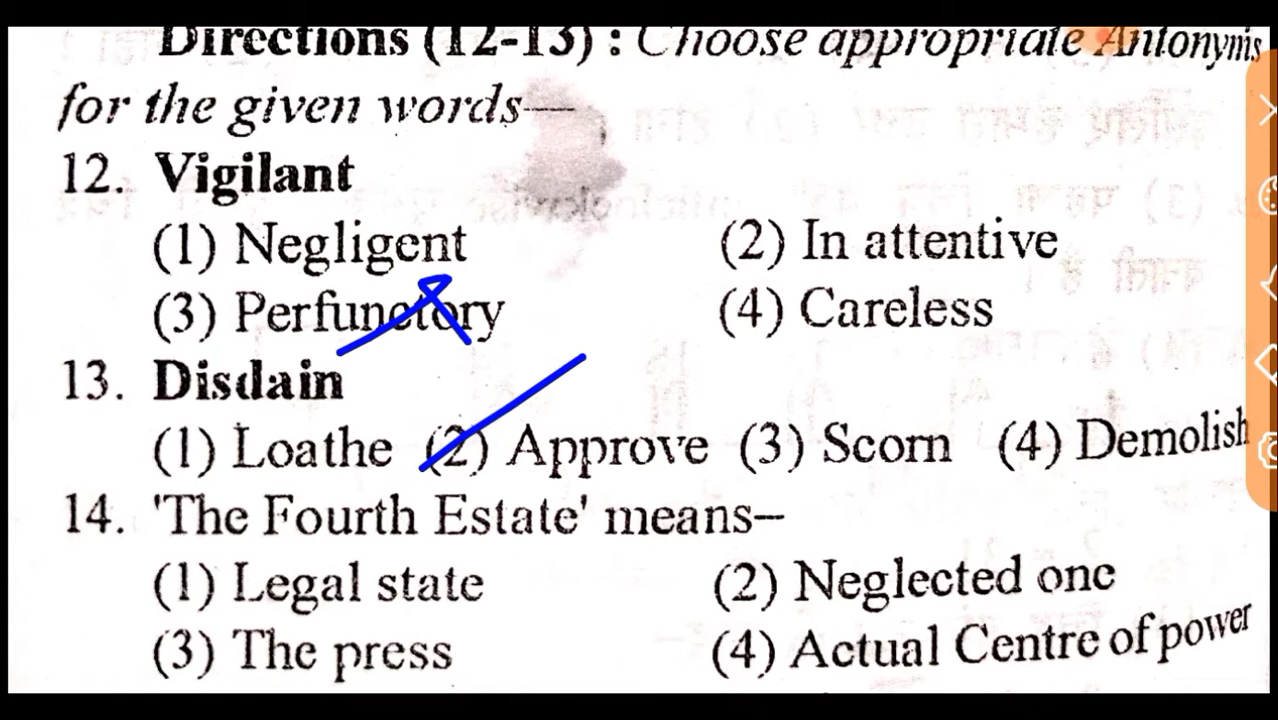 Directions (12-13) : Choose appropriate Antonyms
for the given words—
12. Vigilant
(1) Negligent (2) In attentive
(3) Perfunctory (4) Careless
13. Disdain
(1) Loathe (2) Approve (3) Scorn (4) Demolish
14. 'The Fourth Estate' means–
(1) Legal state (2) Neglected one
(3) The press (4) Actual Centre of power